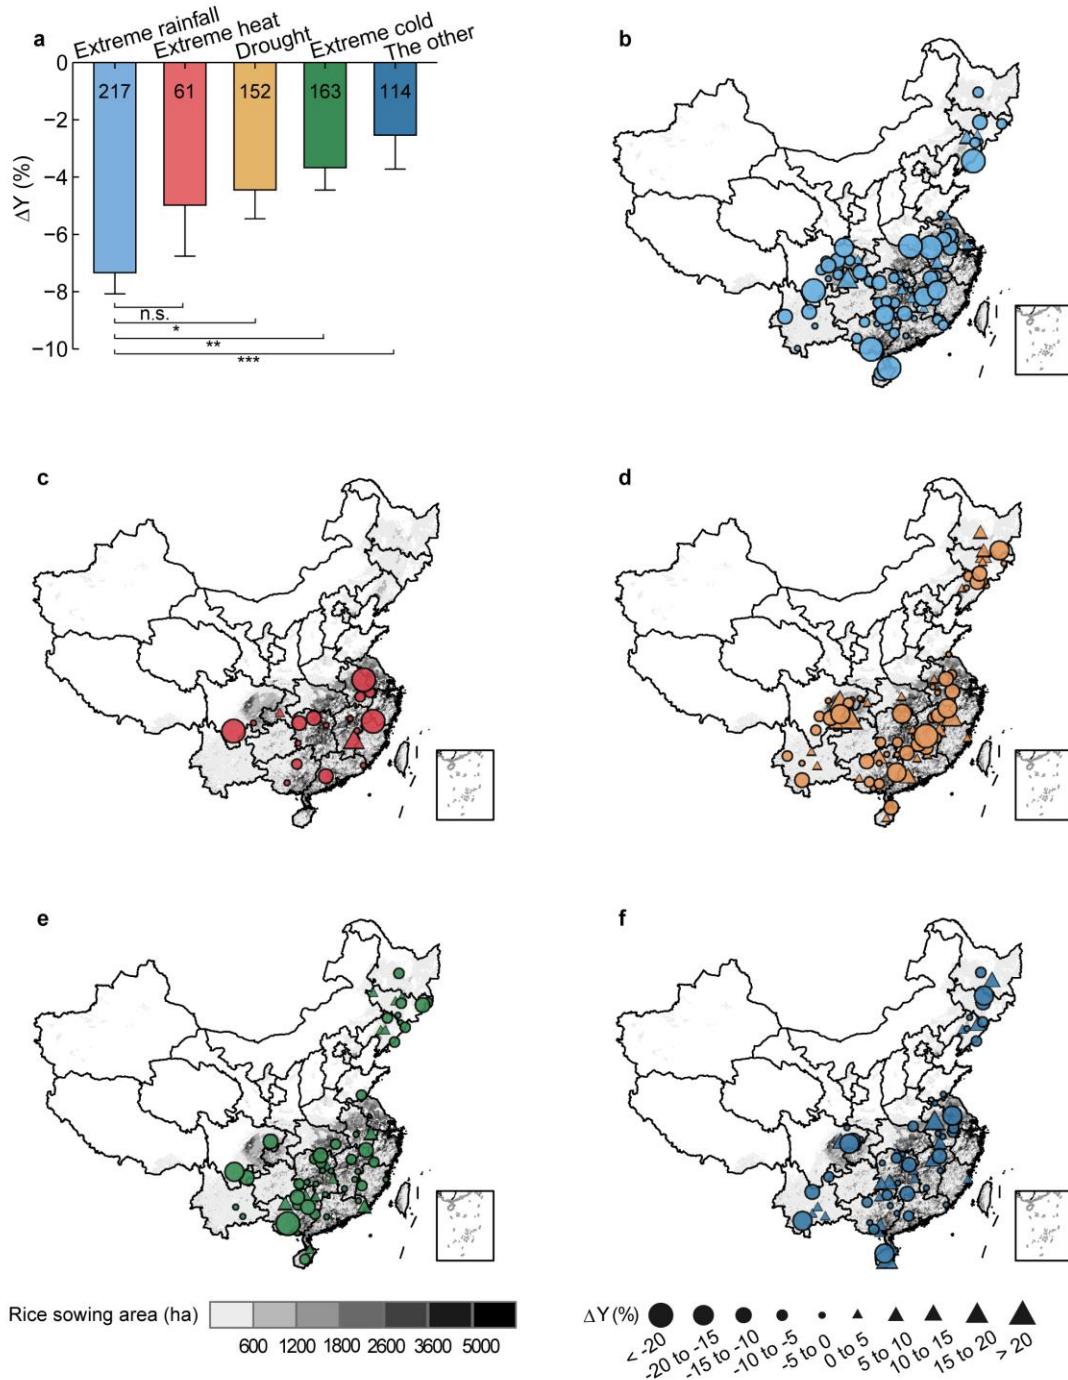 a
Extreme rainfall
Extreme heat
Drought
Extreme cold
The other
0
−2
−4
−6
−8
−10
ΔY (%)
217
61
152
163
114
n.s.
*
**
***
b
c
d
e
f
Rice sowing area (ha)
600 1200 1800 2600 3600 5000
ΔY (%)
< -20
-20 to -15
-15 to -10
-10 to -5
-5 to 0
0 to 5
5 to 10
10 to 15
15 to 20
> 20